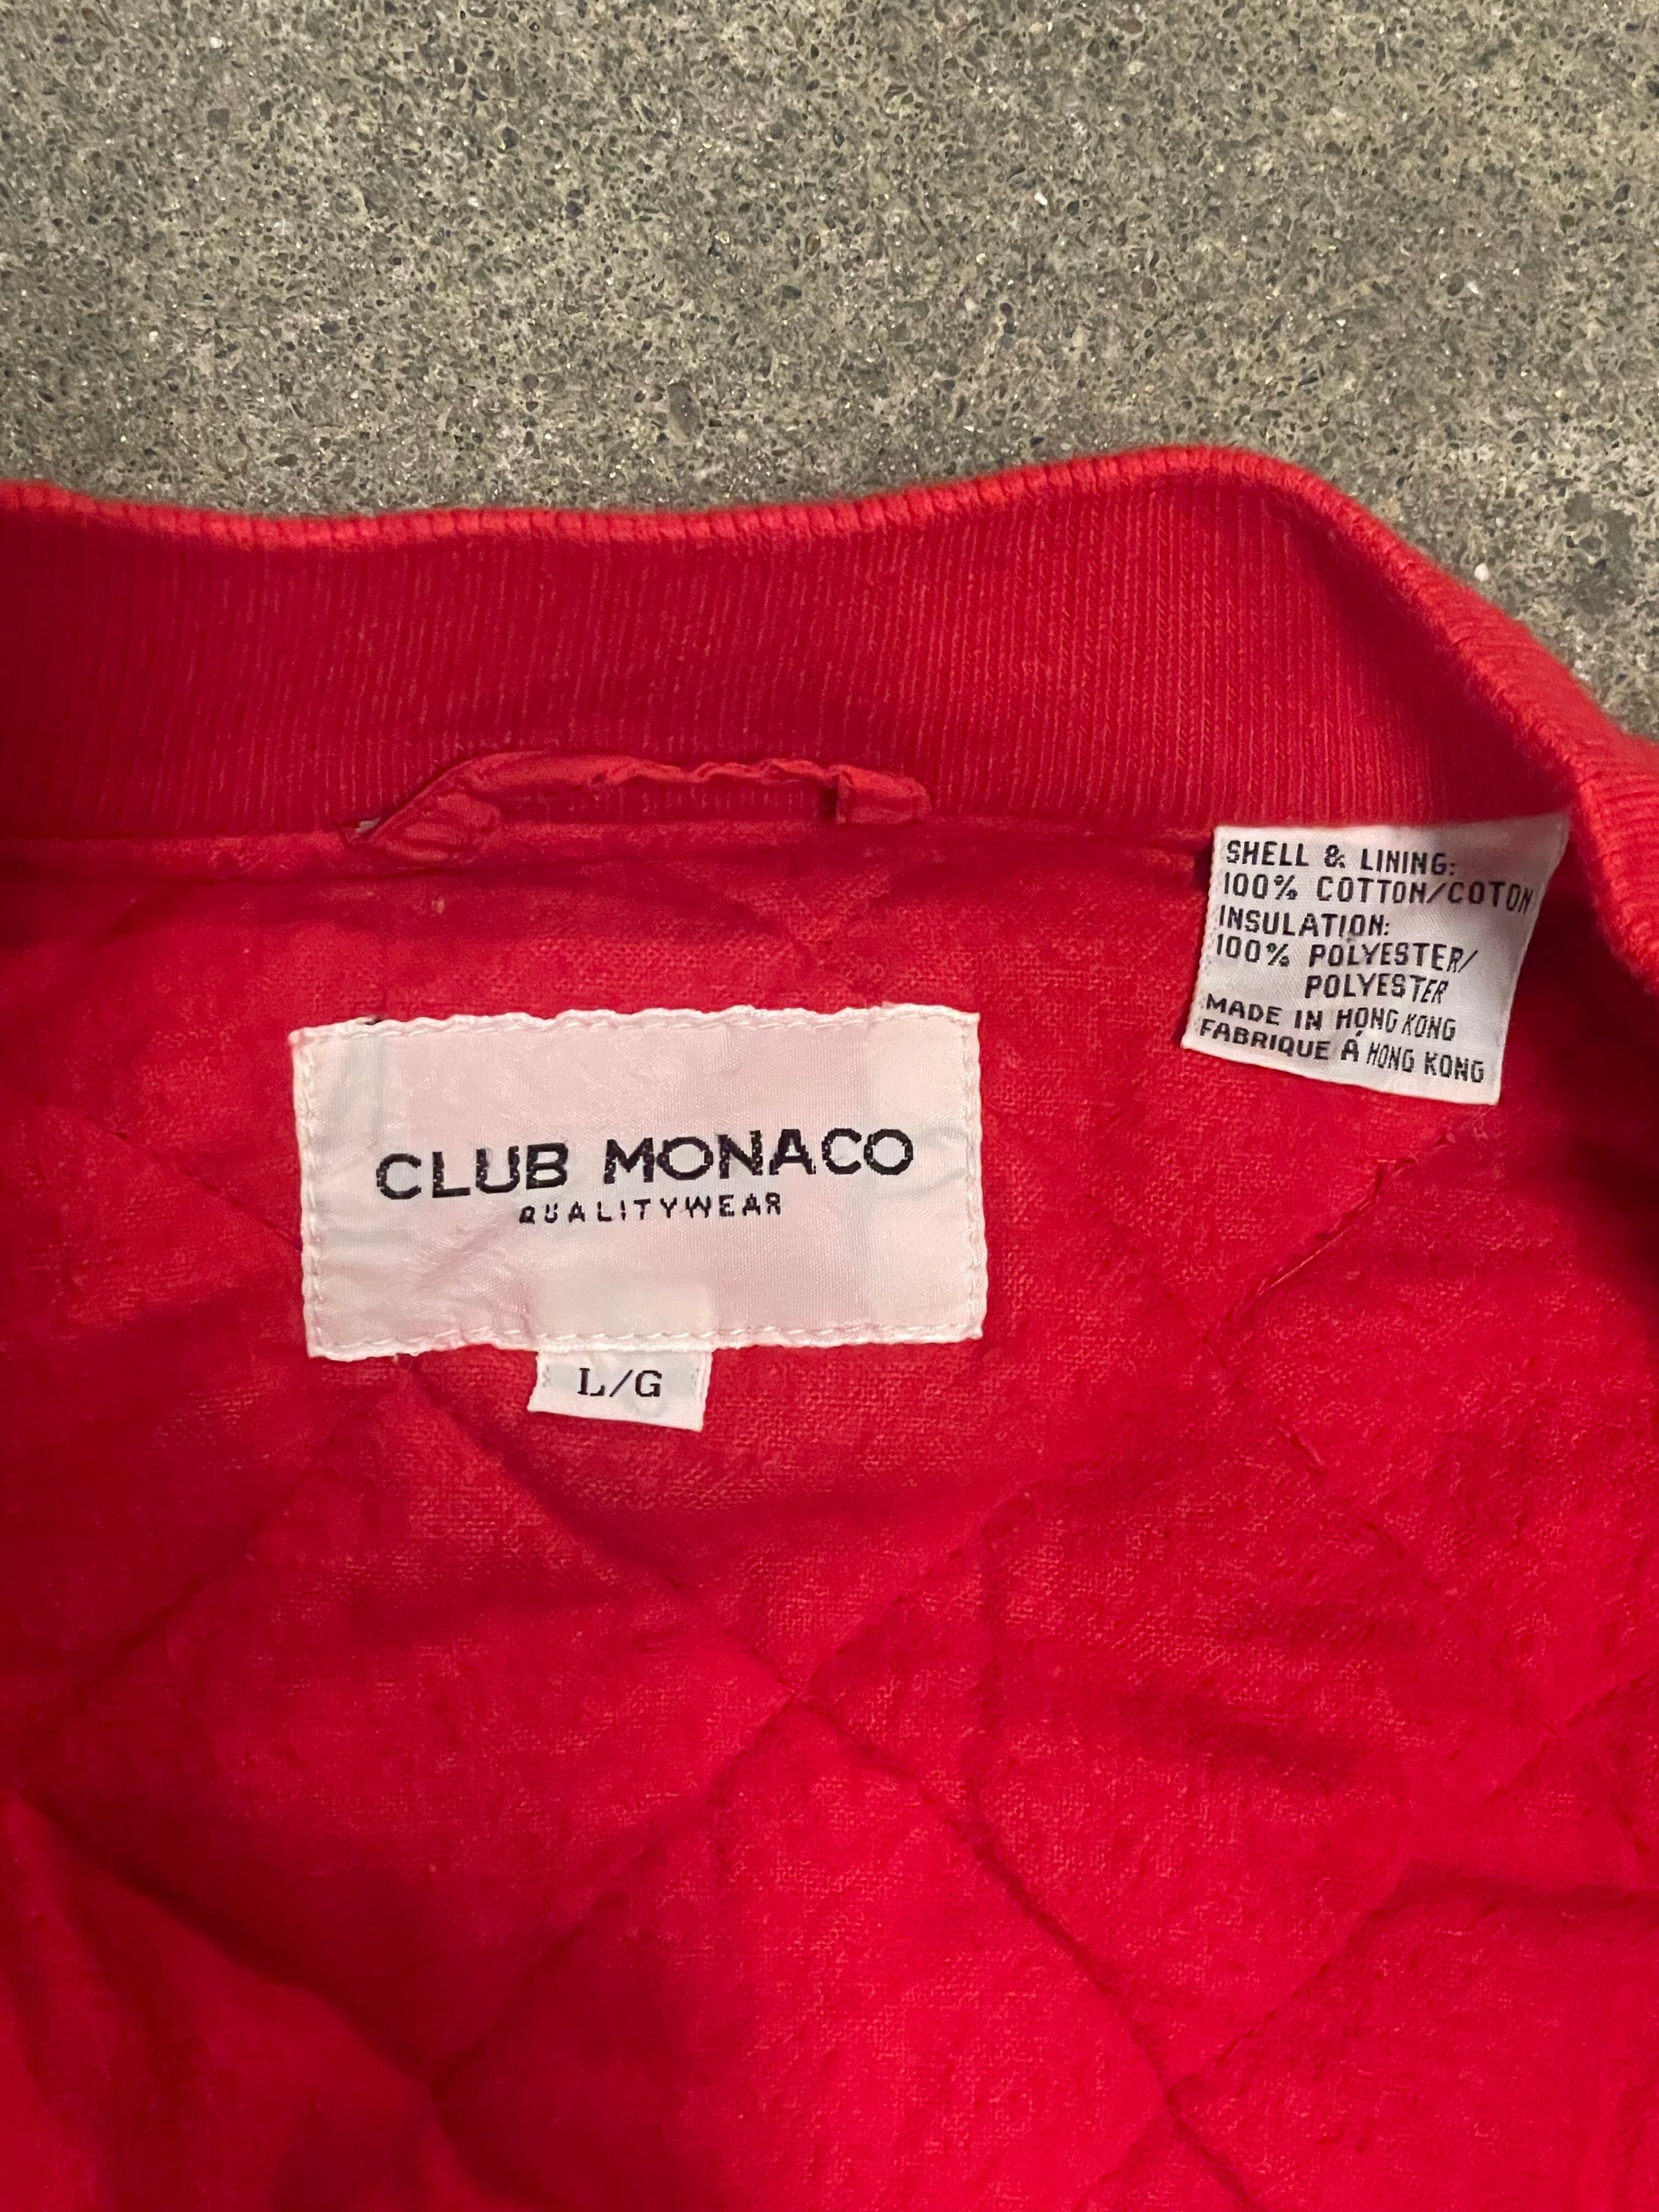 SHELL & LINING:
100% COTTON/COTON
INSULATION:
100% POLYESTER/
POLYESTER
MADE IN HONG KONG
FABRIQUE À HONG KONG
CLUB MONACO
QUALITYWEAR
L/G